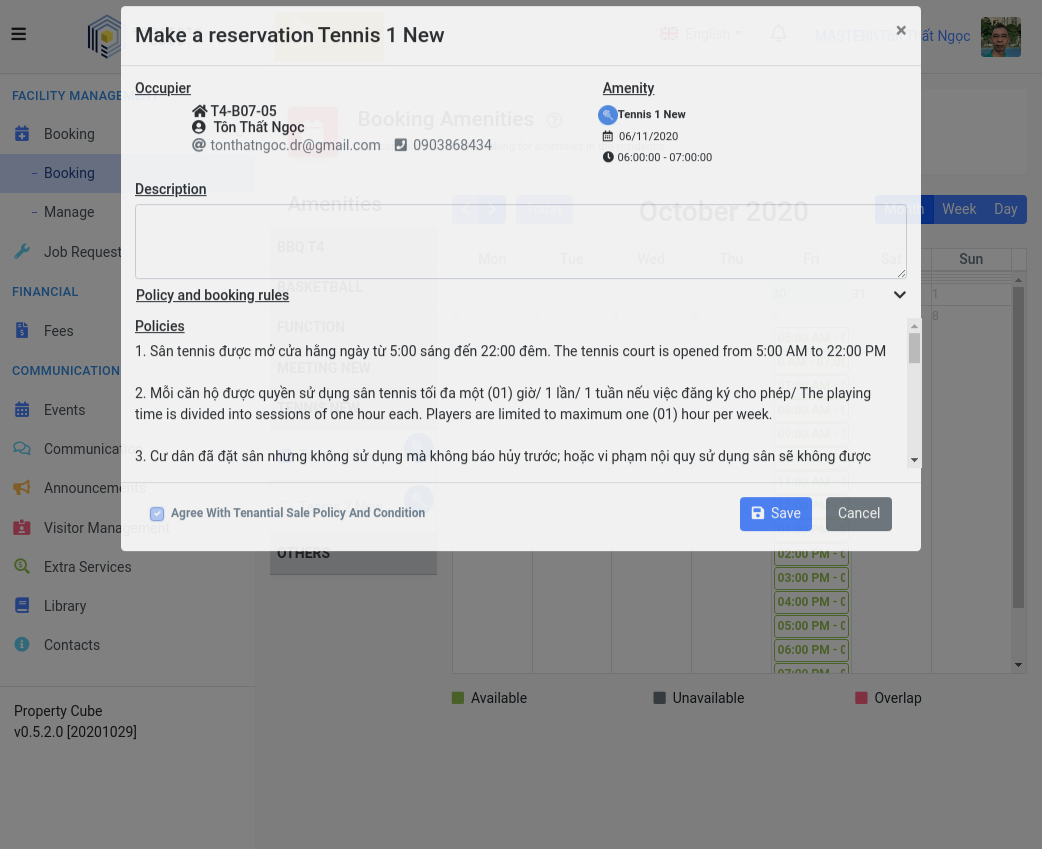 Make a reservation Tennis 1 New
×
English
Thất Ngọc
FACILITY MANAGEMENT
Booking
Booking
Manage
Job Request
FINANCIAL
Fees
COMMUNICATION
Events
Communication
Announcements
Visitor Management
Extra Services
Library
Contacts
Property Cube
v0.5.2.0 [20201029]
Occupier
T4-B07-05
Tôn Thất Ngọc
@ tonthatngoc.dr@gmail.com
0903868434
Amenity
Tennis 1 New
06/11/2020
06:00:00 - 07:00:00
Booking Amenities
Description
Amenities
BBQ T4
BASKETBALL
FUNCTION
MEETING NEW
OTHERS
October 2020
Month
Week
Day
Mon
Tue
Wed
Thu
Fri
Sat
Sun
30
31
1
8
Policy and booking rules
Policies
1. Sân tennis được mở cửa hằng ngày từ 5:00 sáng đến 22:00 đêm. The tennis court is opened from 5:00 AM to 22:00 PM
2. Mỗi căn hộ được quyền sử dụng sân tennis tối đa một (01) giờ/ 1 lần/ 1 tuần nếu việc đăng ký cho phép/ The playing
time is divided into sessions of one hour each. Players are limited to maximum one (01) hour per week.
3. Cư dân đã đặt sân nhưng không sử dụng mà không báo hủy trước; hoặc vi phạm nội quy sử dụng sân sẽ không được
Agree With Tenantial Sale Policy And Condition
Save
Cancel
02:00 PM - 0
03:00 PM - 0
04:00 PM - 0
05:00 PM - 0
06:00 PM - 0
07:00 PM - 0
Available
Unavailable
Overlap